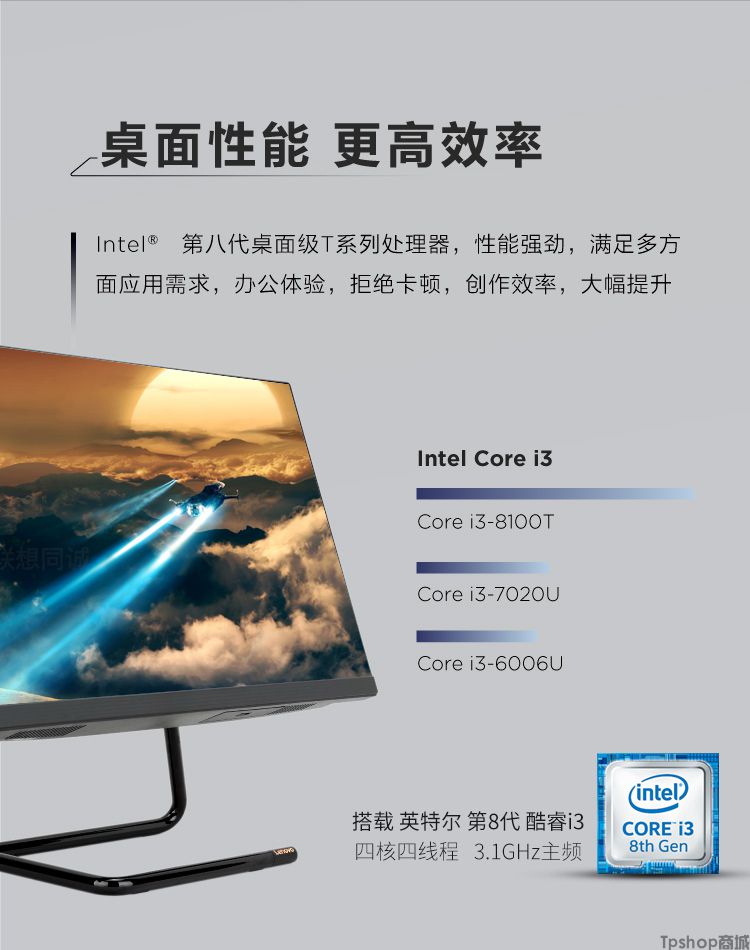 桌面性能 更高效率
Intel® 第八代桌面级T系列处理器，性能强劲，满足多方
面应用需求，办公体验，拒绝卡顿，创作效率，大幅提升
Intel Core i3
Core i3-8100T
联想同诚
Core i3-7020U
Core i3-6006U
intel
CORE i3
8th Gen
搭载 英特尔 第8代 酷睿i3
四核四线程 3.1GHz主频
Lenovo
Tpshop商城